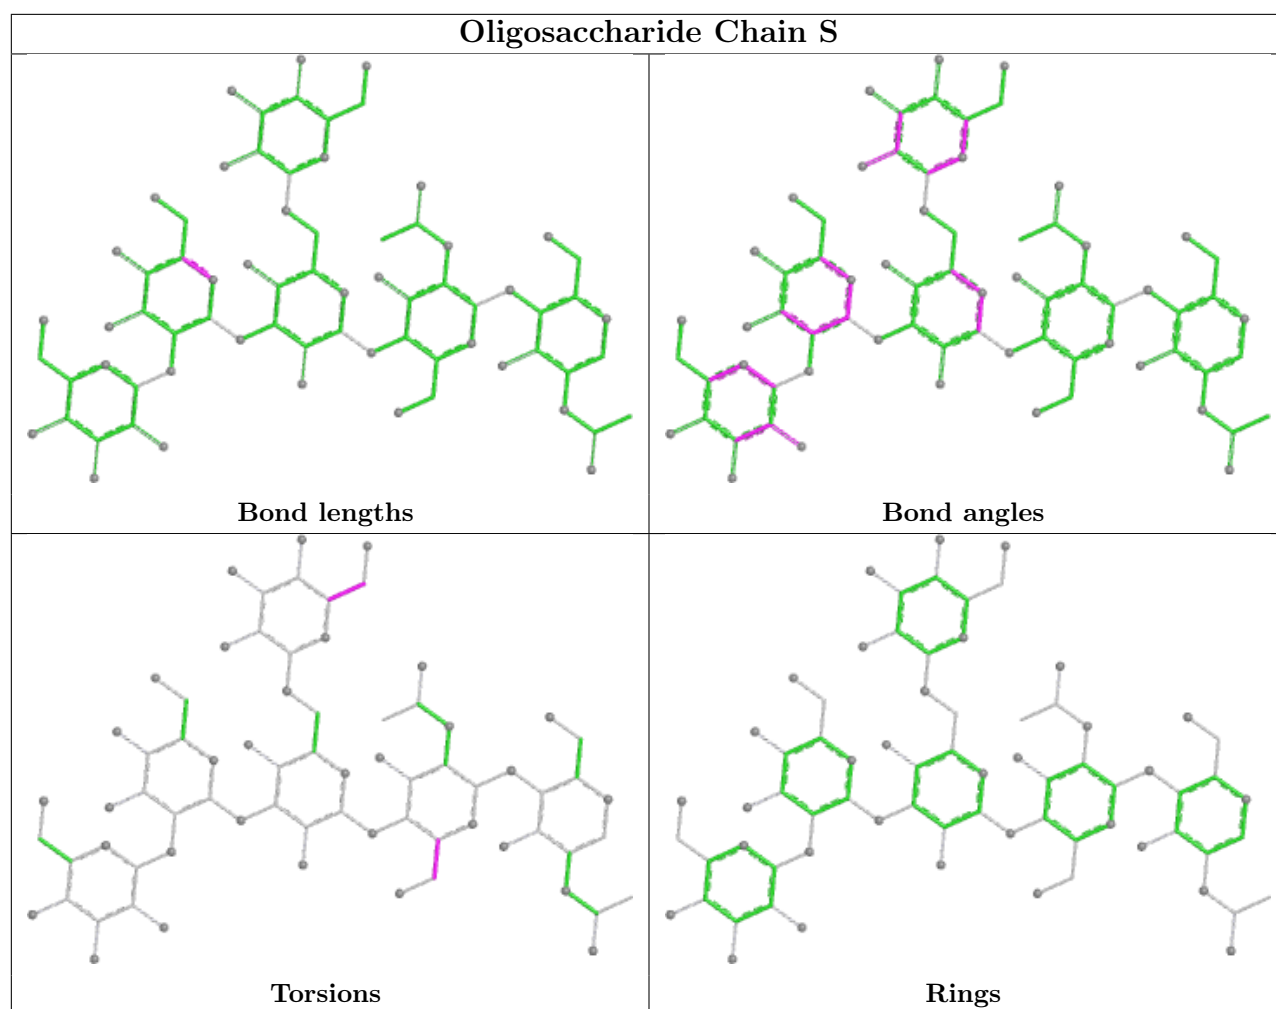 Oligosaccharide Chain S
Bond lengths
Bond angles
Torsions
Rings